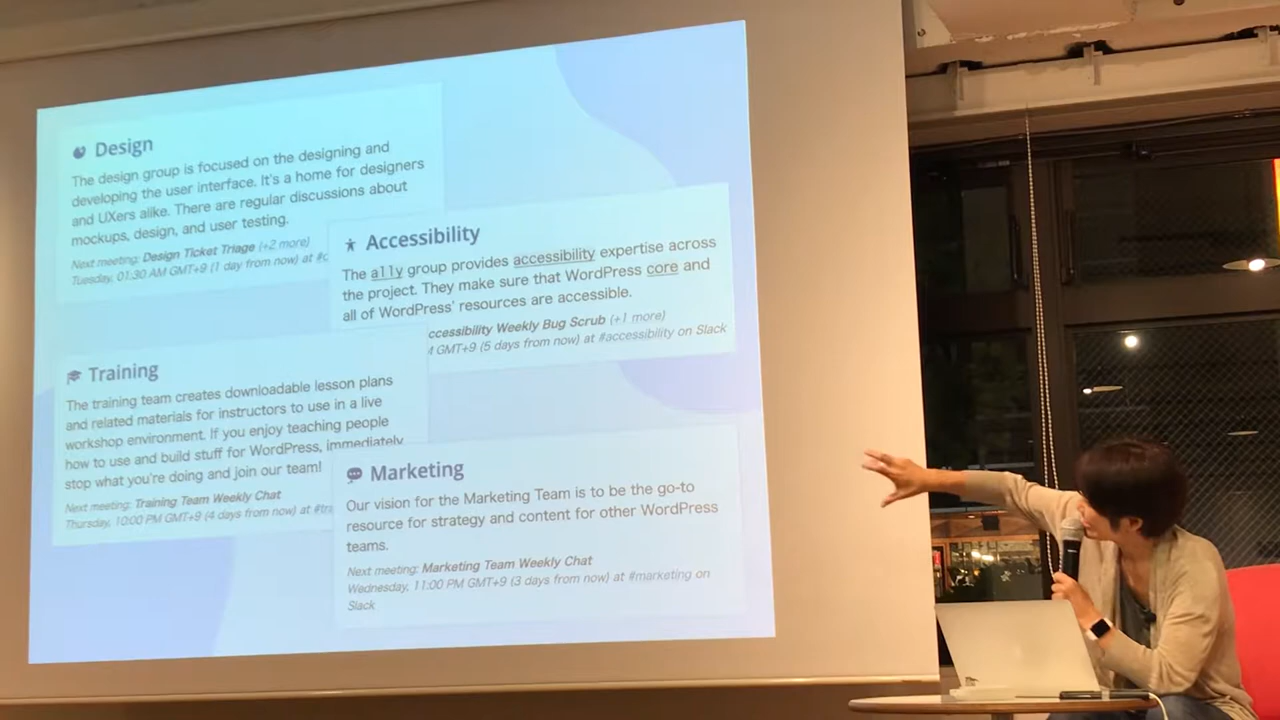 Design
The design group is focused on the designing and
developing the user interface. It's a home for designers
and UXers alike. There are regular discussions about
mockups, design, and user testing.
Next meeting: Design Ticket Triage (+2 more)
Tuesday, 01:30 AM GMT+9 (1 day from now) at
Accessibility
The a11y group provides accessibility expertise across
the project. They make sure that WordPress core and
all of WordPress' resources are accessible.
ccessibility Weekly Bug Scrub (+1 more)
GMT+9 (5 days from now) at #accessibility on Slack
Training
The training team creates downloadable lesson plans
and related materials for instructors to use in a live
workshop environment. If you enjoy teaching people
how to use and build stuff for WordPress, immediately
stop what you're doing and join our team!
Next meeting: Training Team Weekly Chat
Thursday, 10:00 PM GMT+9 (4 days from now) at #tra
Marketing
Our vision for the Marketing Team is to be the go-to
resource for strategy and content for other WordPress
teams.
Next meeting: Marketing Team Weekly Chat
Wednesday, 11:00 PM GMT+9 (3 days from now) at #marketing on
Slack